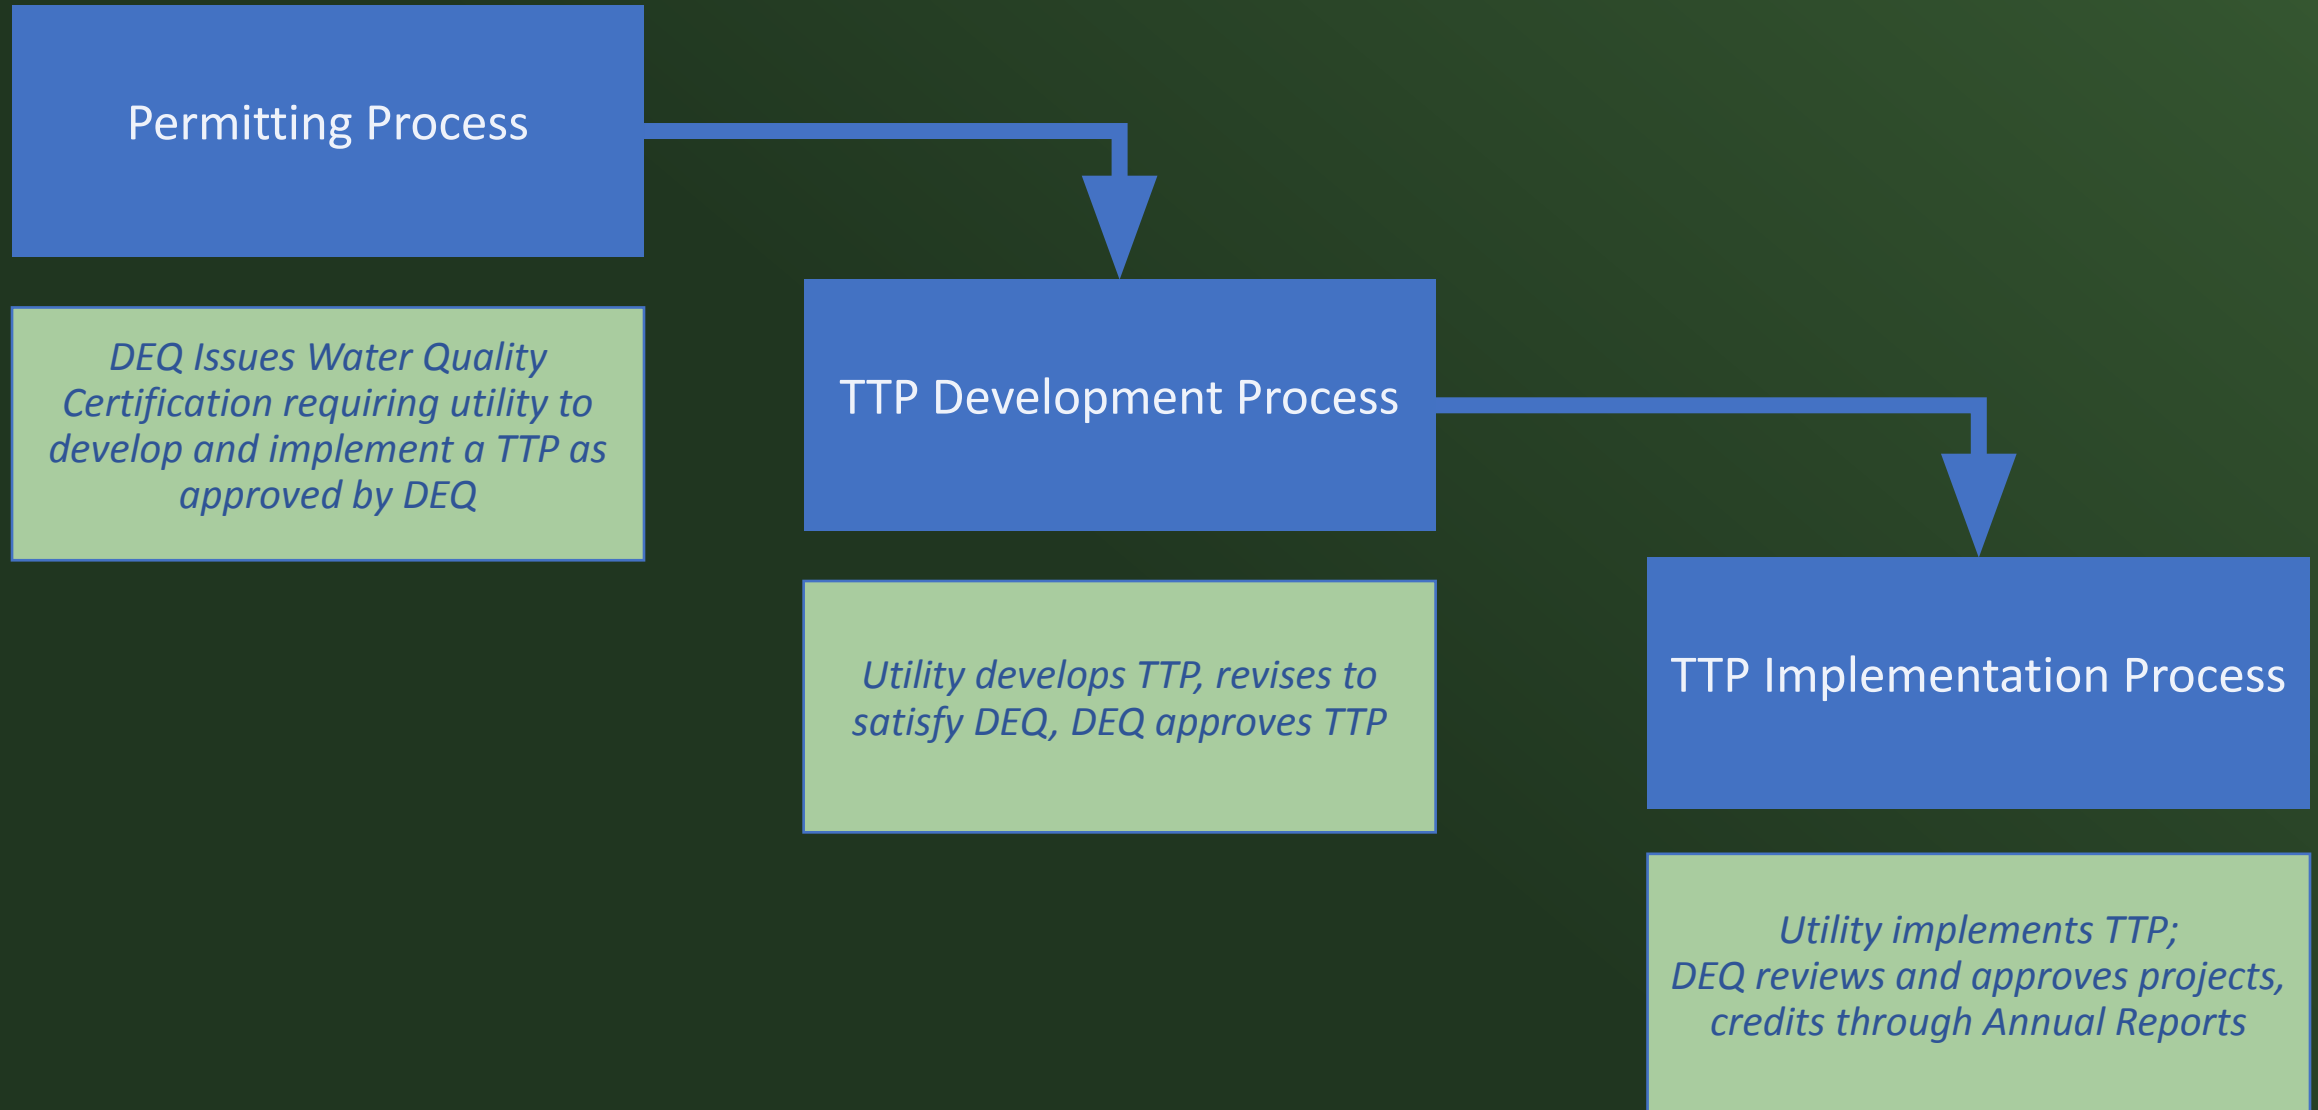 Permitting Process
DEQ Issues Water Quality
Certification requiring utility to
develop and implement a TTP as
approved by DEQ
TTP Development Process
Utility develops TTP, revises to
satisfy DEQ, DEQ approves TTP
TTP Implementation Process
Utility implements TTP;
DEQ reviews and approves projects,
credits through Annual Reports